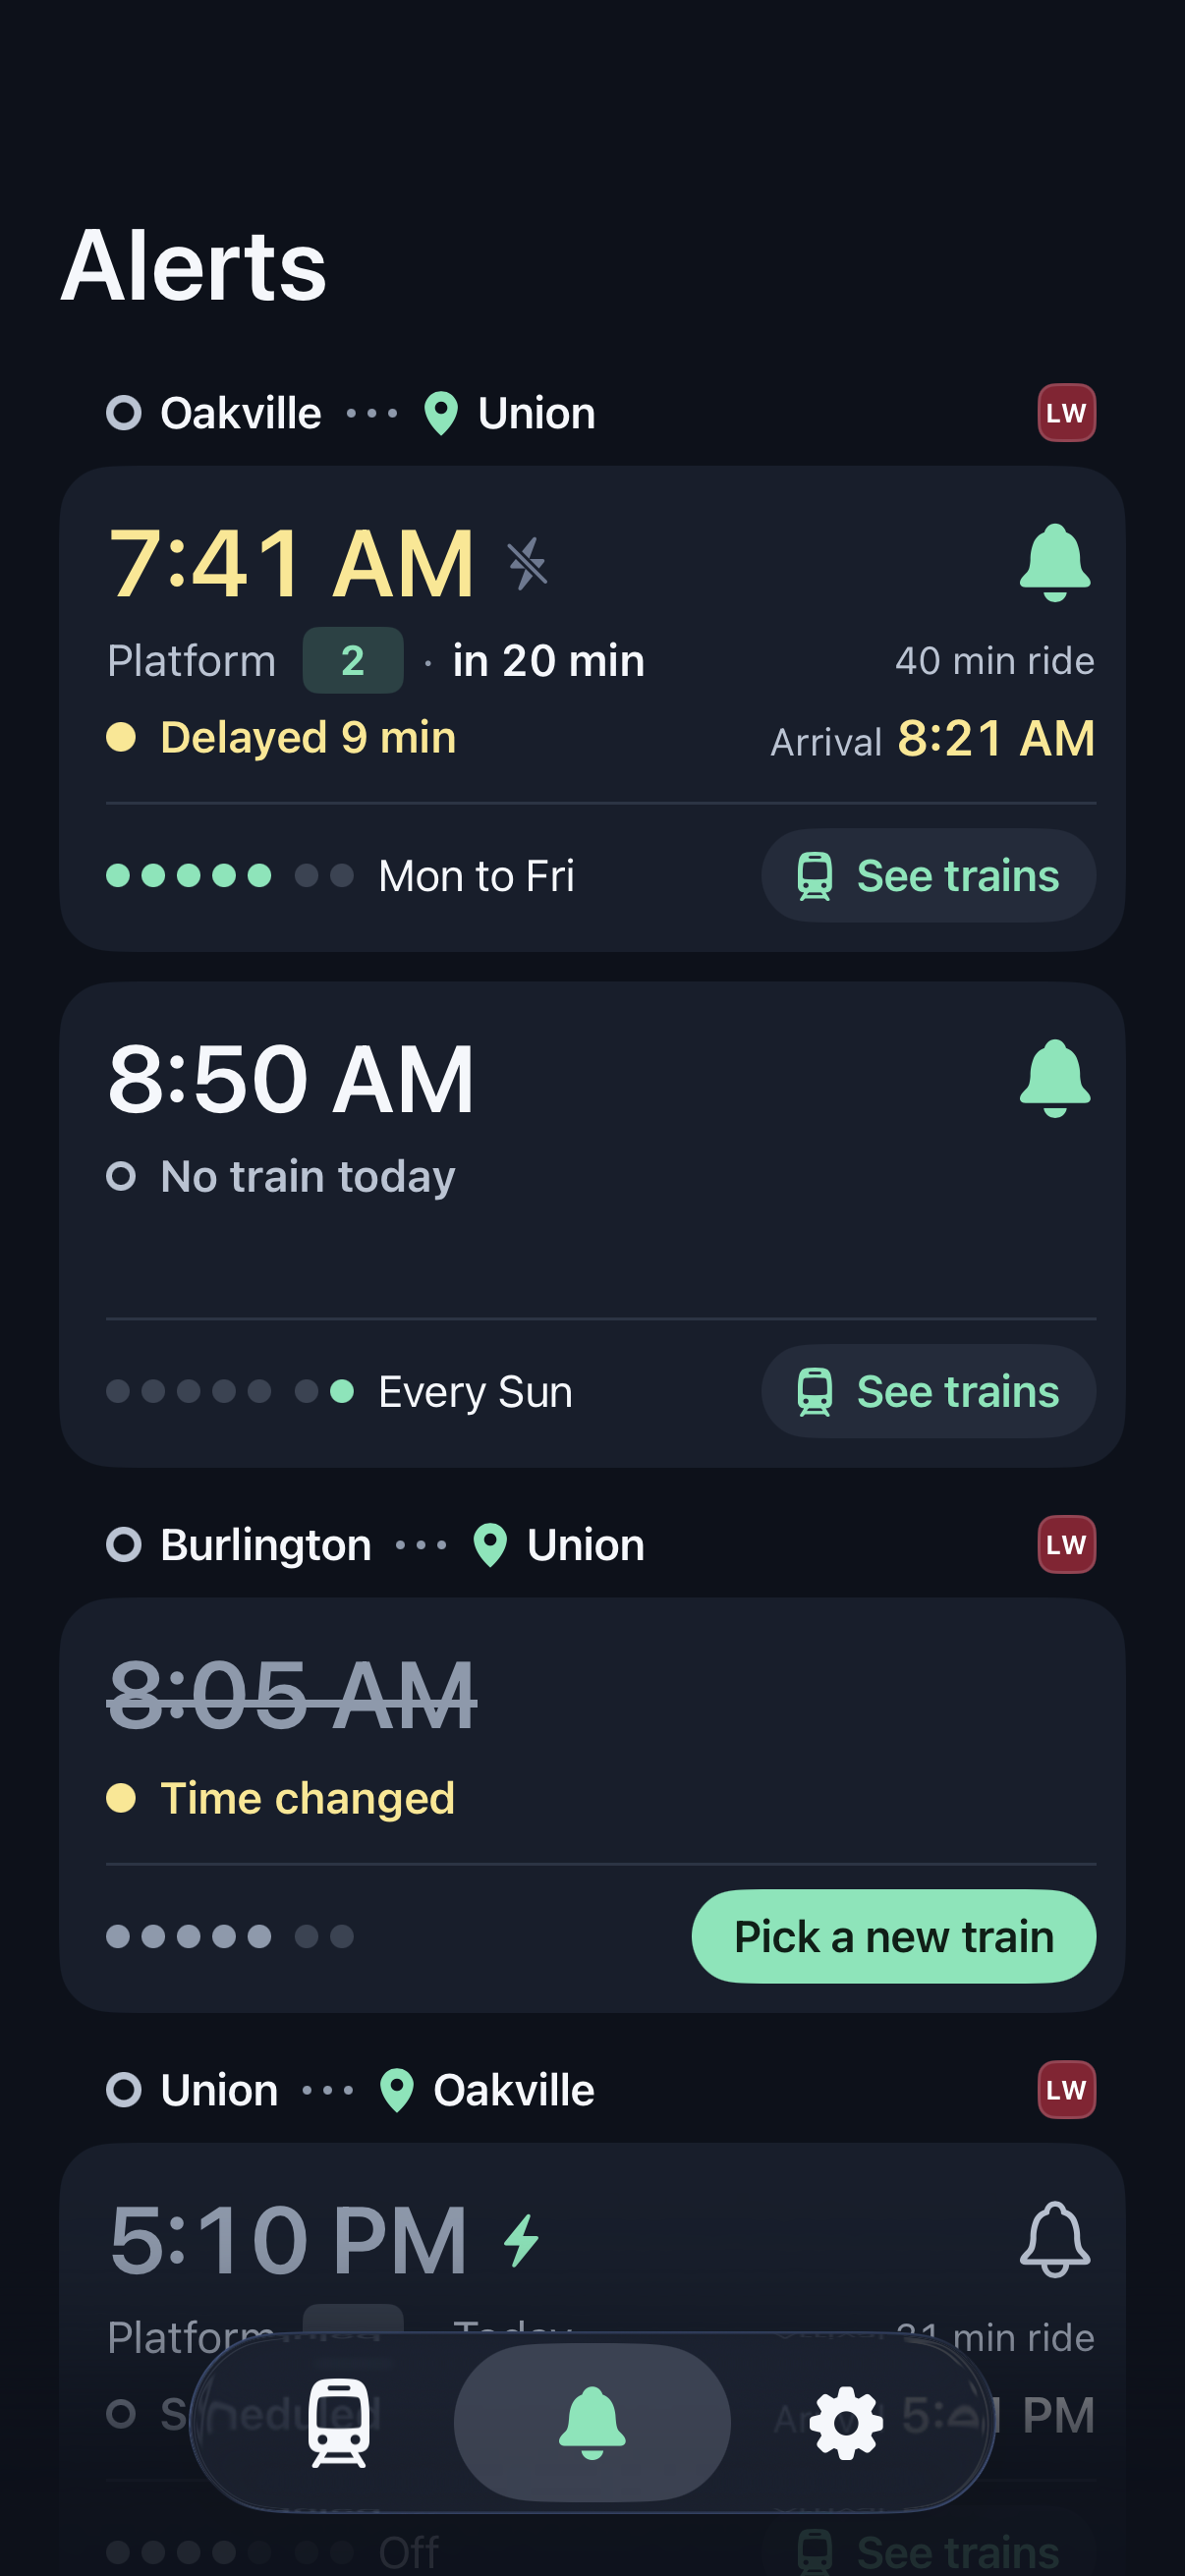 Alerts
Oakville ••• Union LW
7:41 AM
Platform 2 · in 20 min 40 min ride
Delayed 9 min Arrival 8:21 AM
Mon to Fri See trains
8:50 AM
No train today
Every Sun See trains
Burlington ••• Union LW
8:05 AM
Time changed
Pick a new train
Union ••• Oakville LW
5:10 PM
Platform Today min ride
Scheduled PM
Off See trains